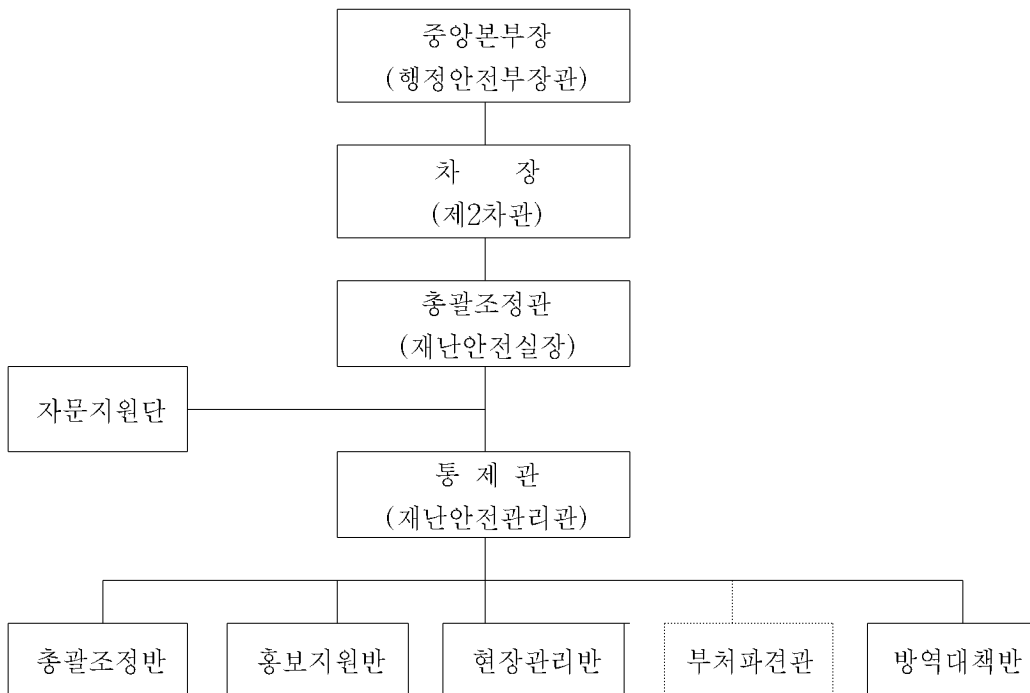 중앙본부장
(행정안전부장관)
차 장
(제2차관)
총괄조정관
(재난안전실장)
자문지원단
통 제 관
(재난안전관리관)
총괄조정반
홍보지원반
현장관리반
부처파견관
방역대책반